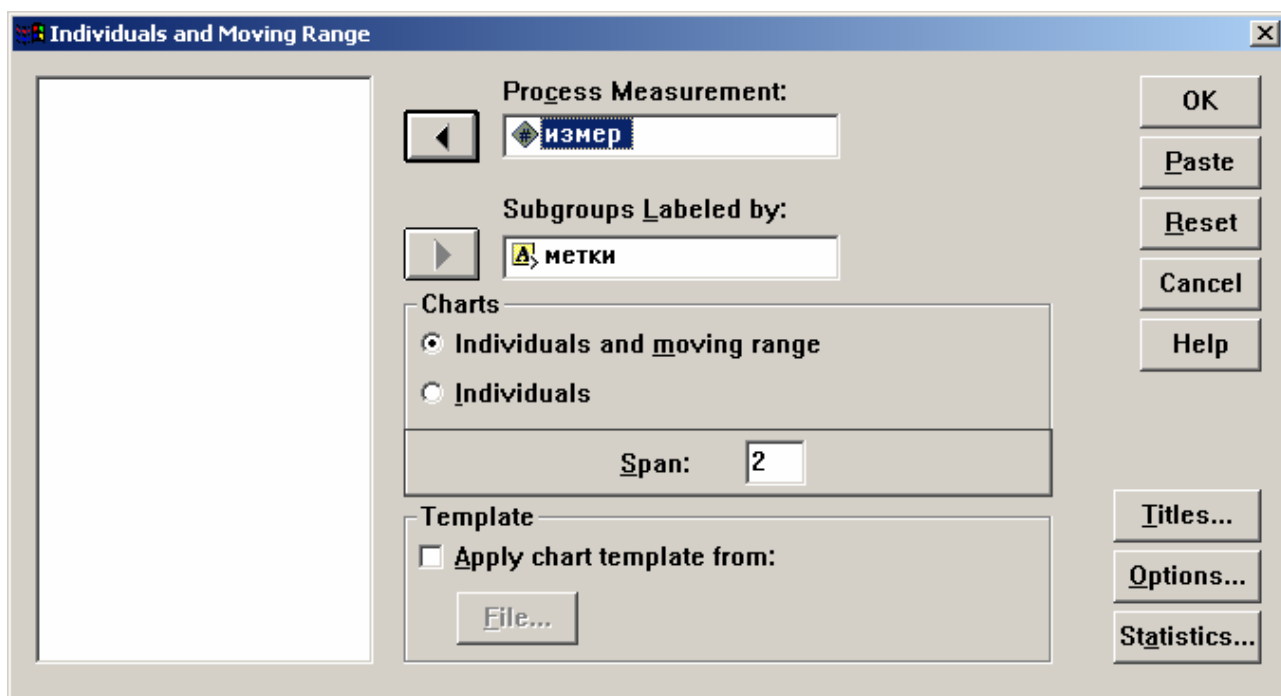 Individuals and Moving Range
Process Measurement:
измер
Subgroups Labeled by:
метки
Charts
Individuals and moving range
Individuals
Span: 2
Template
Apply chart template from:
File...
OK
Paste
Reset
Cancel
Help
Titles...
Options...
Statistics...